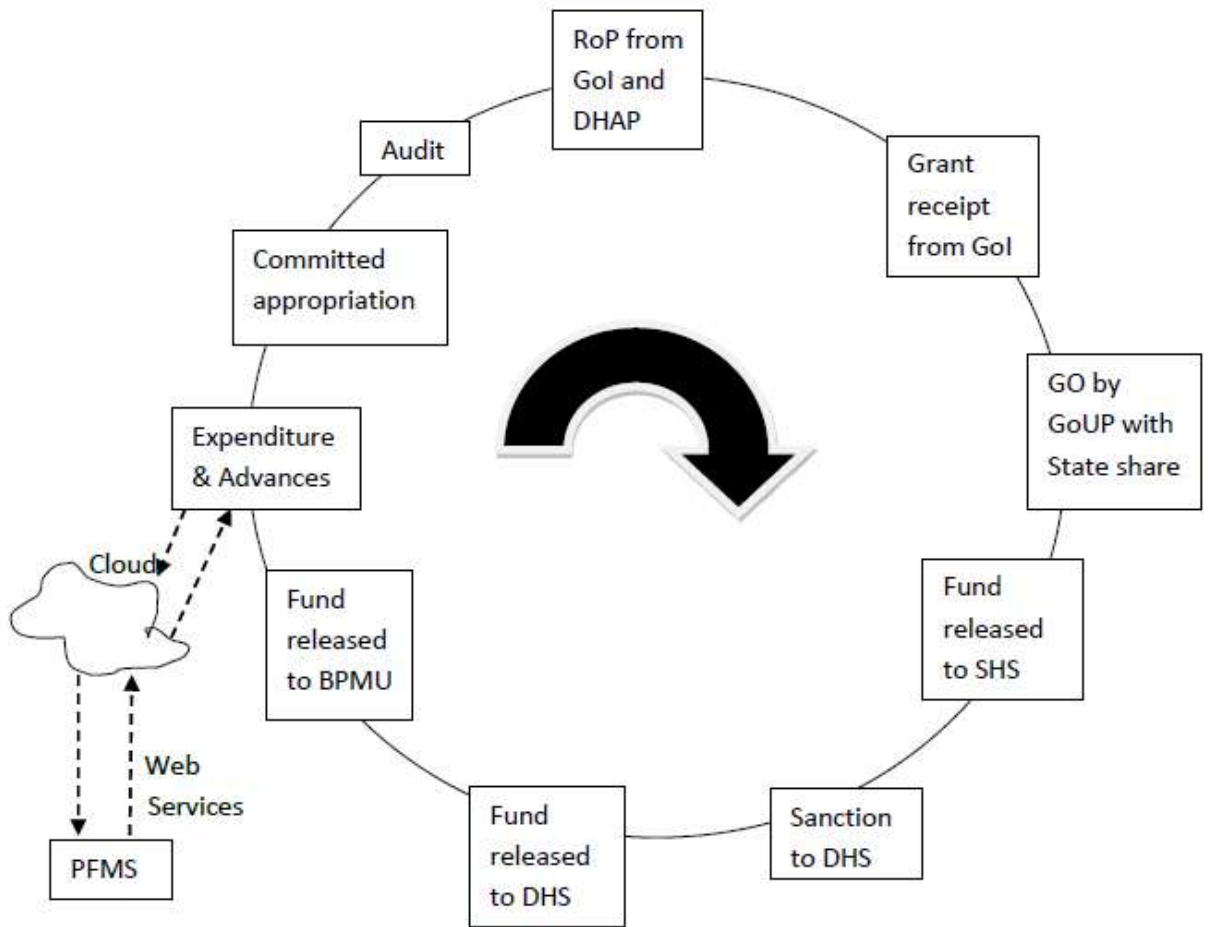 RoP from
GoI and
DHAP
Grant
receipt
from GoI
GO by
GoUP with
State share
Fund
released
to SHS
Sanction
to DHS
Fund
released
to DHS
Fund
released
to BPMU
Expenditure
& Advances
Committed
appropriation
Audit
Cloud
Web
Services
PFMS